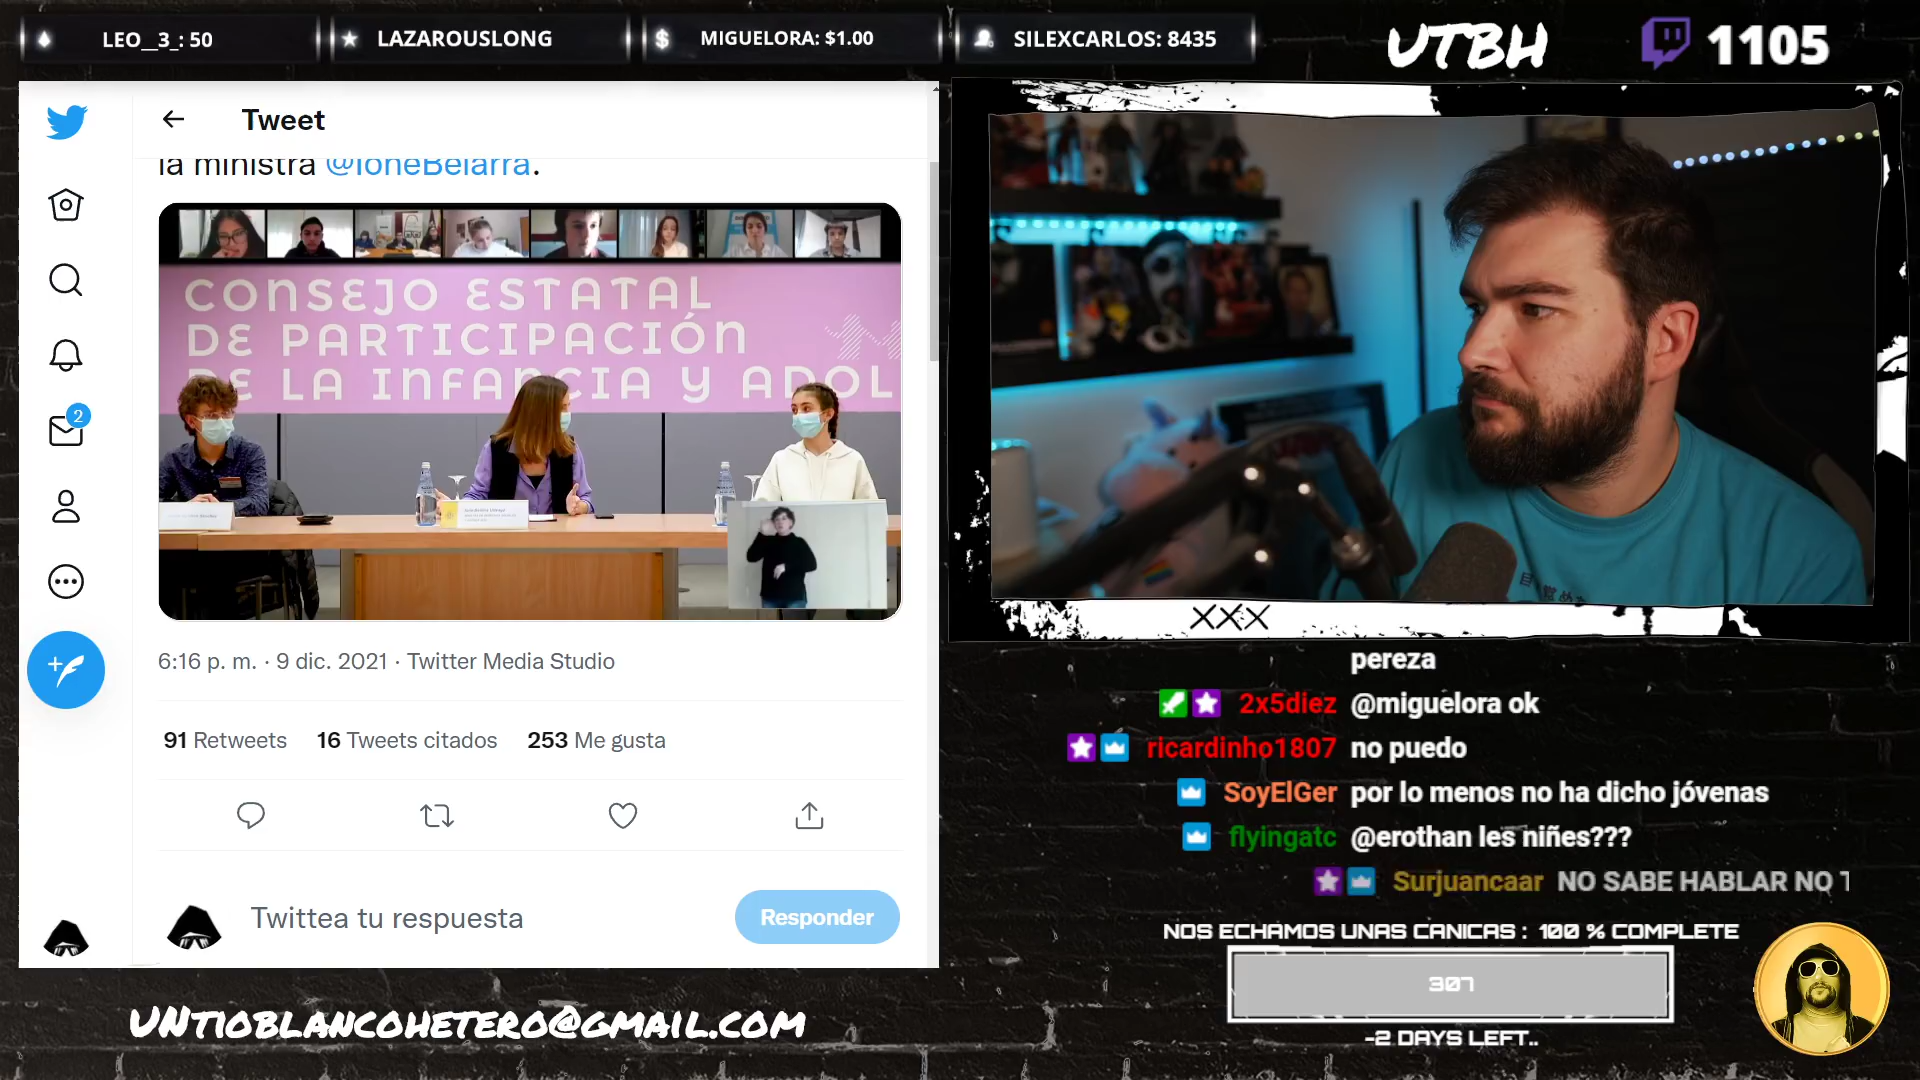 LEO__3_: 50
LAZAROUSLONG
MIGUELORA: $1.00
SILEXCARLOS: 8435
UTBH
1105
Tweet
la ministra @IoneBelarra.
CONSEJO ESTATAL
DE PARTICIPACIÓN
DE LA INFANCIA Y ADOL
2
6:16 p. m. · 9 dic. 2021 · Twitter Media Studio
91 Retweets 16 Tweets citados 253 Me gusta
Twittea tu respuesta
Responder
XXX
pereza
2x5diez @miguelora ok
ricardinho1807 no puedo
SoyElGer por lo menos no ha dicho jóvenas
flyingatc @erothan les niñes???
Surjuancaar NO SABE HABLAR NO T
NOS ECHAMOS UNAS CANICAS : 100 % COMPLETE
307
-2 DAYS LEFT..
UNTIOBLANCOHETERO@GMAIL.COM